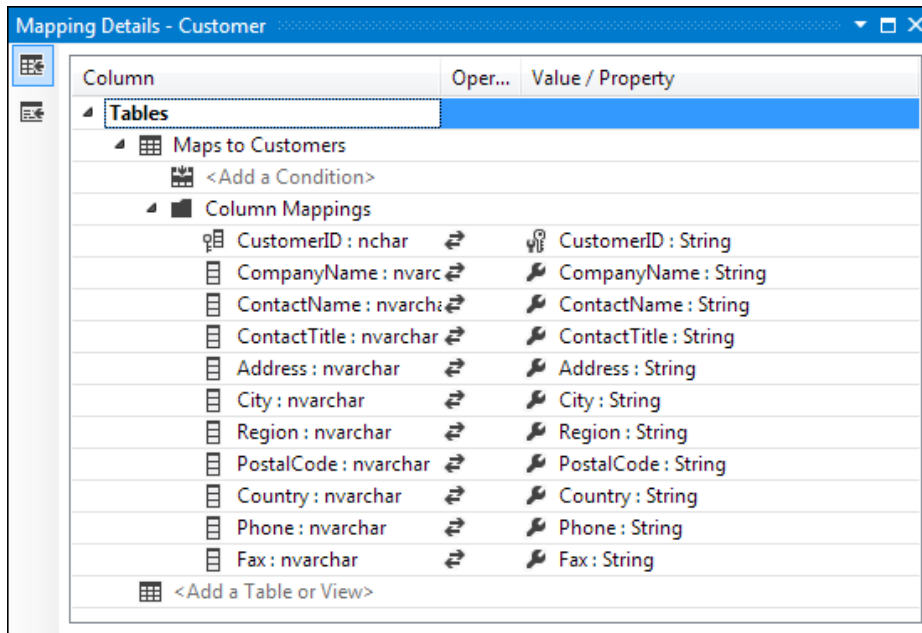 Mapping Details - Customer
Column Oper... Value / Property
Tables
Maps to Customers
<Add a Condition>
Column Mappings
CustomerID : nchar CustomerID : String
CompanyName : nvarc CompanyName : String
ContactName : nvarcha ContactName : String
ContactTitle : nvarchar ContactTitle : String
Address : nvarchar Address : String
City : nvarchar City : String
Region : nvarchar Region : String
PostalCode : nvarchar PostalCode : String
Country : nvarchar Country : String
Phone : nvarchar Phone : String
Fax : nvarchar Fax : String
<Add a Table or View>